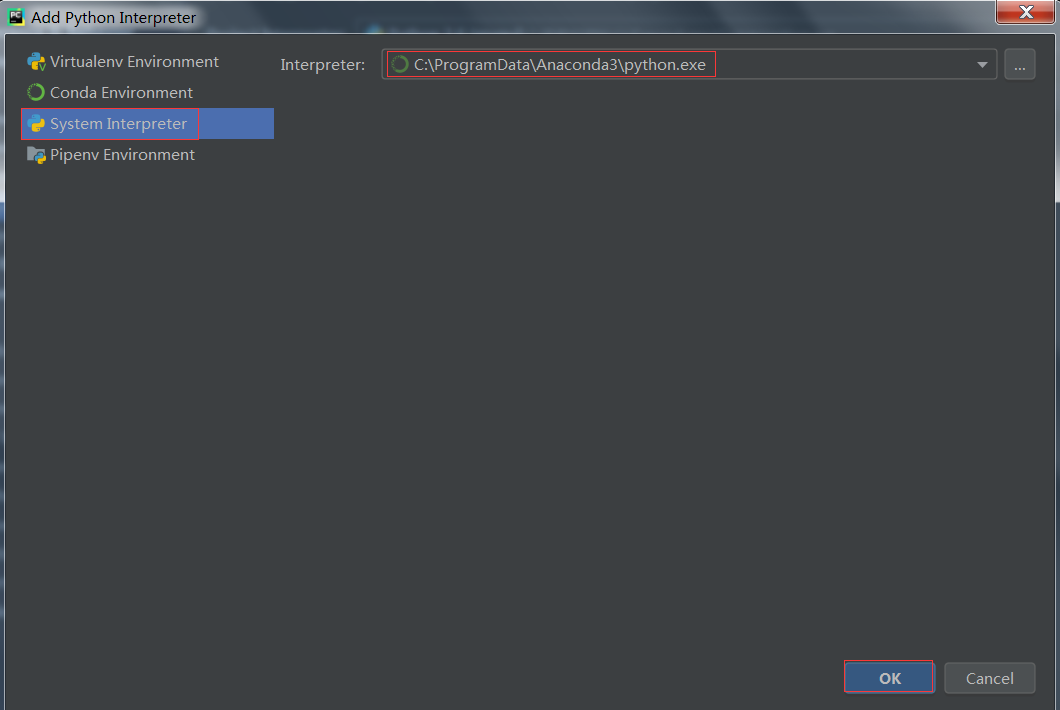 Add Python Interpreter
Virtualenv Environment
Conda Environment
System Interpreter
Pipenv Environment
Interpreter: C:\ProgramData\Anaconda3\python.exe ...
OK Cancel